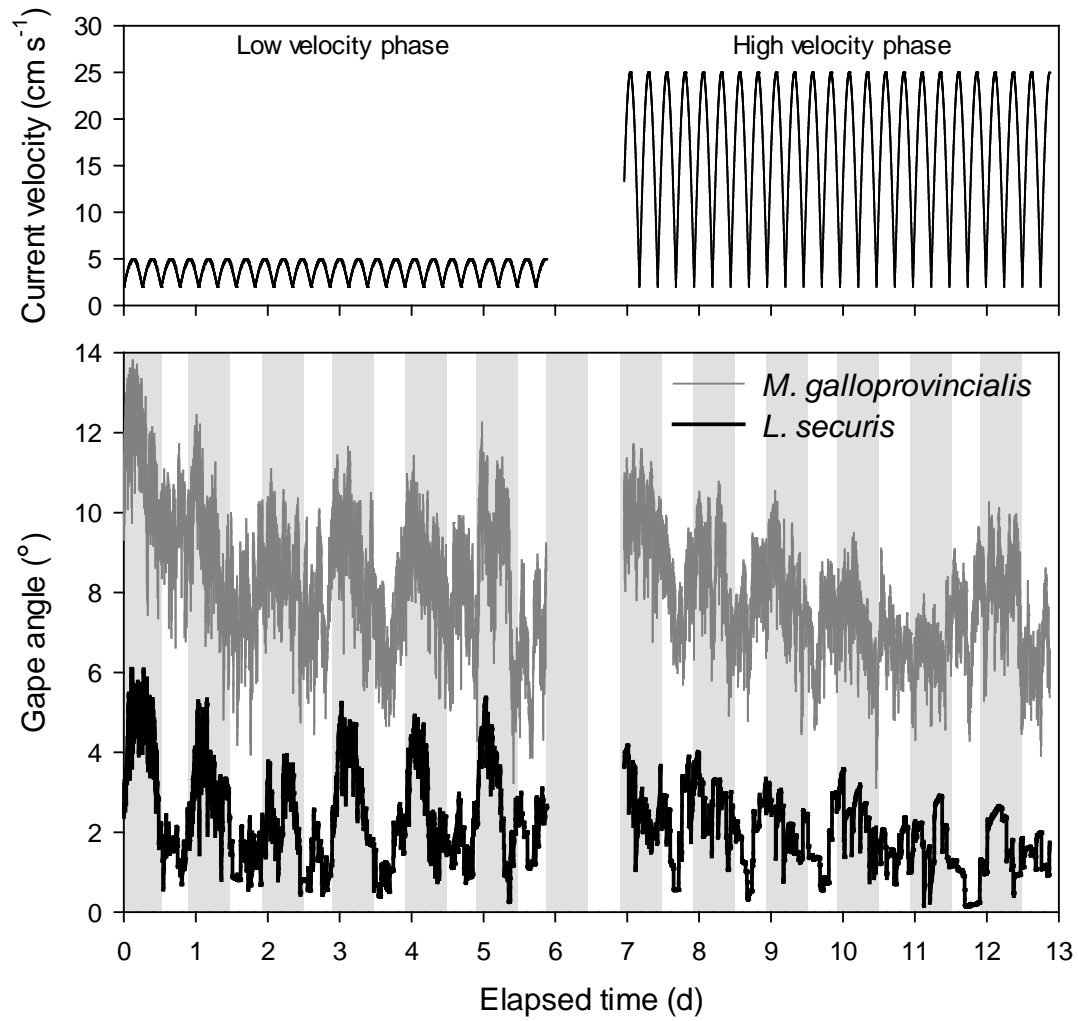 30
25
20
15
10
5
0
Current velocity (cm s⁻¹)
Low velocity phase
High velocity phase
14
12
10
8
6
4
2
0
Gape angle (°)
M. galloprovincialis
L. securis
0 1 2 3 4 5 6 7 8 9 10 11 12 13
Elapsed time (d)